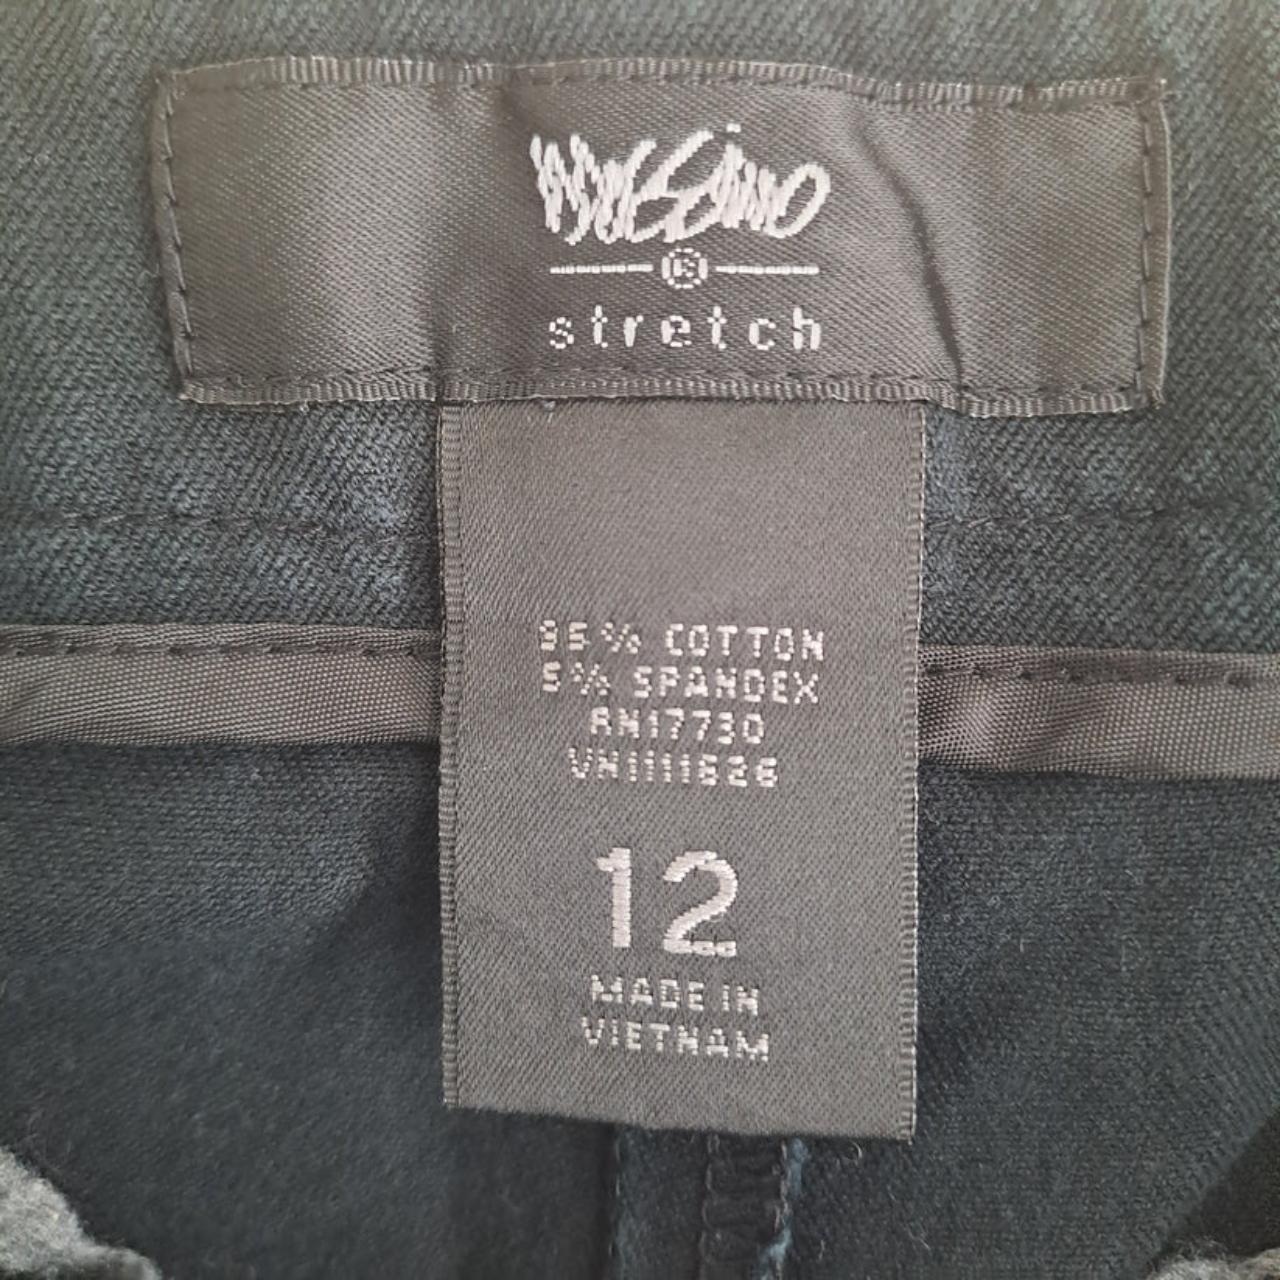 Mossimo
®
stretch
95% COTTON
5% SPANDEX
RN17730
VN1111626
12
MADE IN
VIETNAM